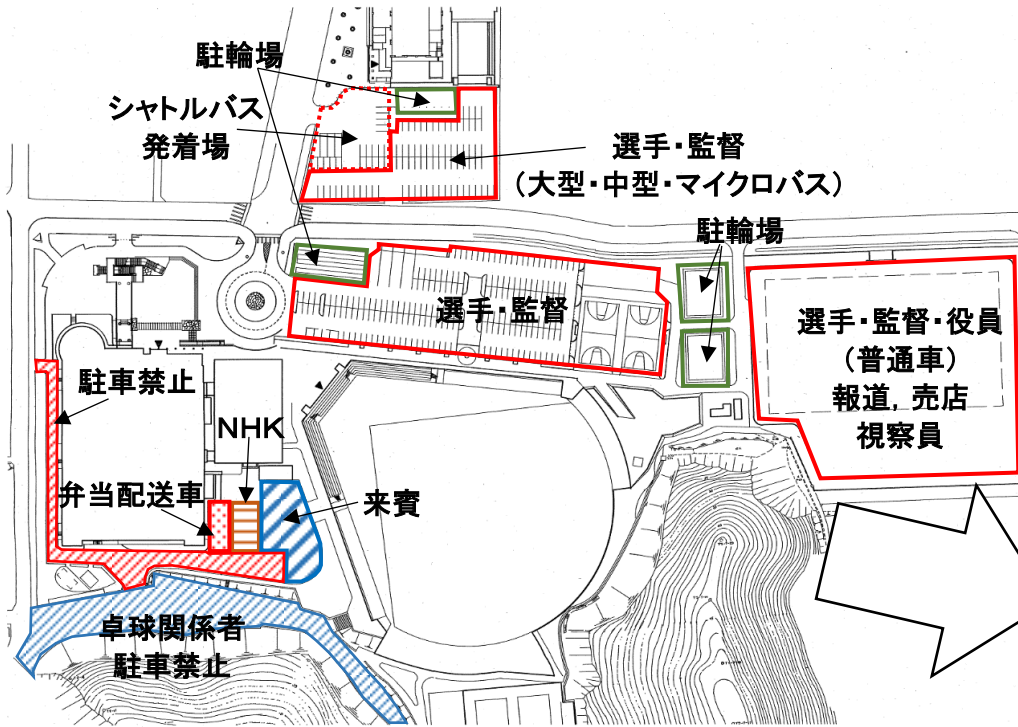 駐輪場
シャトルバス
発着場
選手・監督
（大型・中型・マイクロバス）
駐輪場
選手・監督
選手・監督・役員
（普通車）
報道，売店
視察員
駐車禁止
NHK
弁当配送車
来賓
卓球関係者
駐車禁止